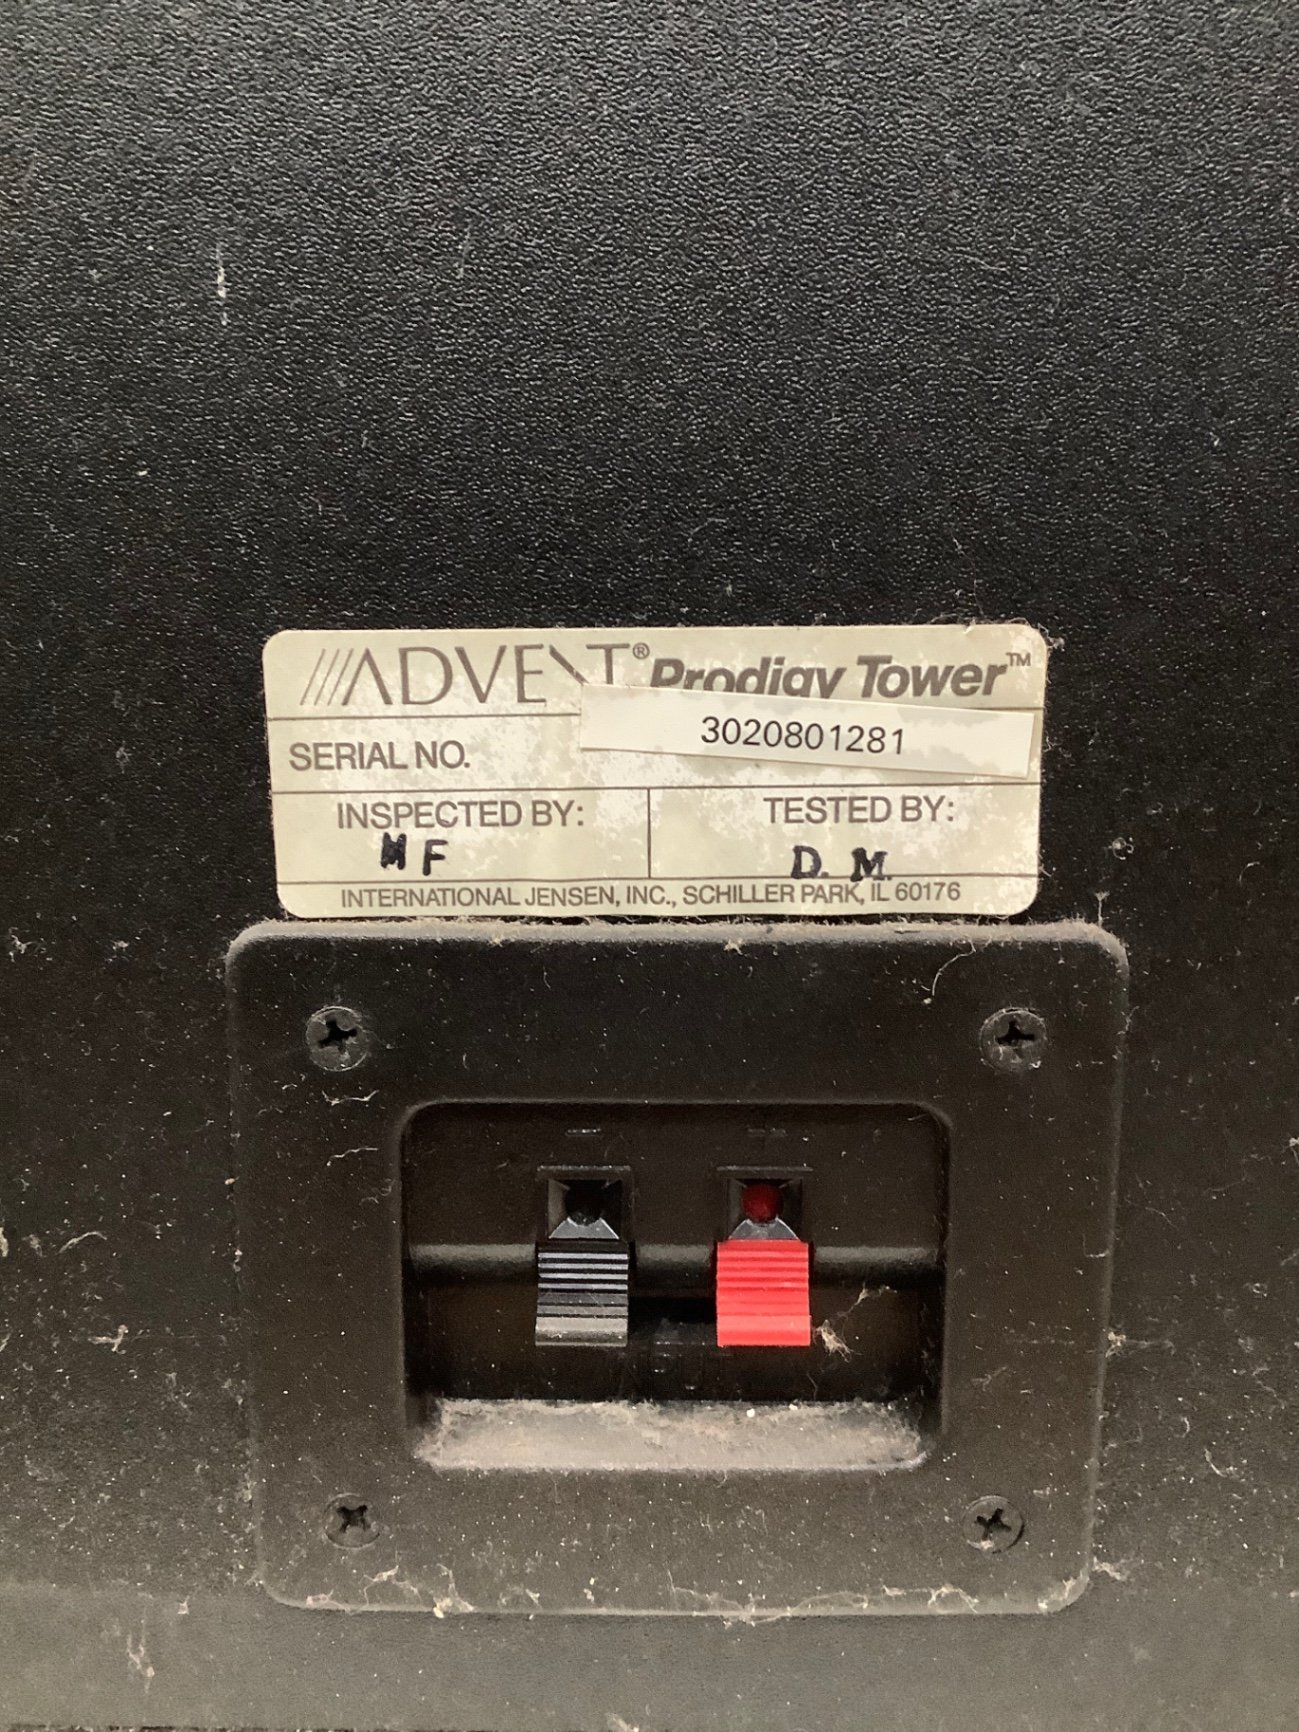 ADVENT® Prodigy Tower™
SERIAL NO. 3020801281
INSPECTED BY: TESTED BY:
MF D. M.
INTERNATIONAL JENSEN, INC., SCHILLER PARK, IL 60176